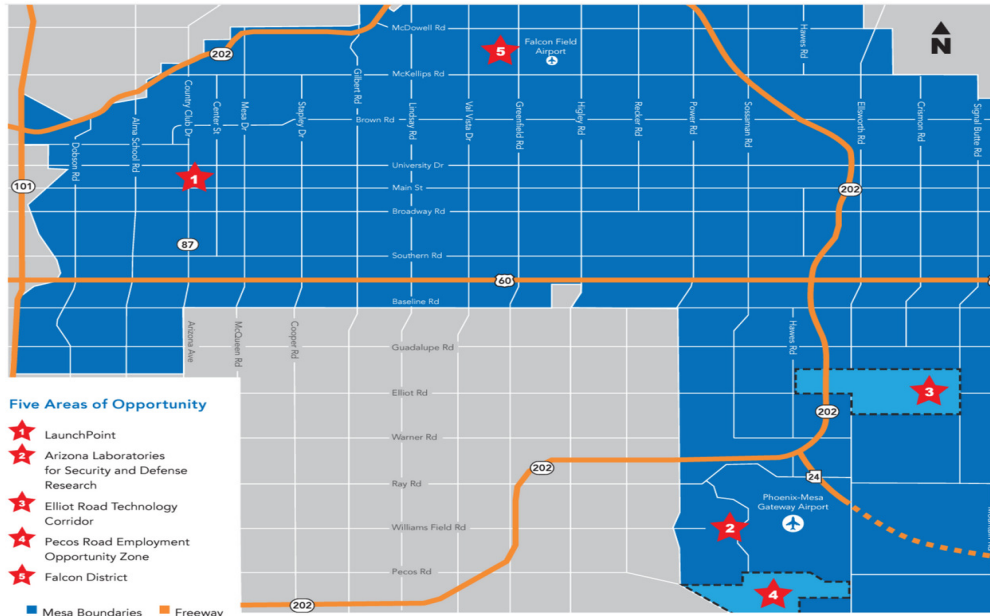 McDowell Rd
202
5
Falcon Field
Airport
Hawes Rd
N
McKellips Rd
Gilbert Rd
Country Club Dr
Center St
Mesa Dr
Stapley Dr
Brown Rd
Lindsay Rd
Val Vista Dr
Greenfield Rd
Higley Rd
Recker Rd
Power Rd
Sossaman Rd
Ellsworth Rd
Crismon Rd
Signal Butte Rd
Dobson Rd
Alma School Rd
University Dr
1
101
Main St
202
Broadway Rd
87
Southern Rd
60
Baseline Rd
Arizona Ave
McQueen Rd
Cooper Rd
Guadalupe Rd
Hawes Rd
Elliot Rd
3
202
Warner Rd
202
Ray Rd
24
Phoenix-Mesa
Gateway Airport
Williams Field Rd
2
Pecos Rd
4
202
Five Areas of Opportunity
1 LaunchPoint
2 Arizona Laboratories
for Security and Defense
Research
3 Elliot Road Technology
Corridor
4 Pecos Road Employment
Opportunity Zone
5 Falcon District
Mesa Boundaries Freeway